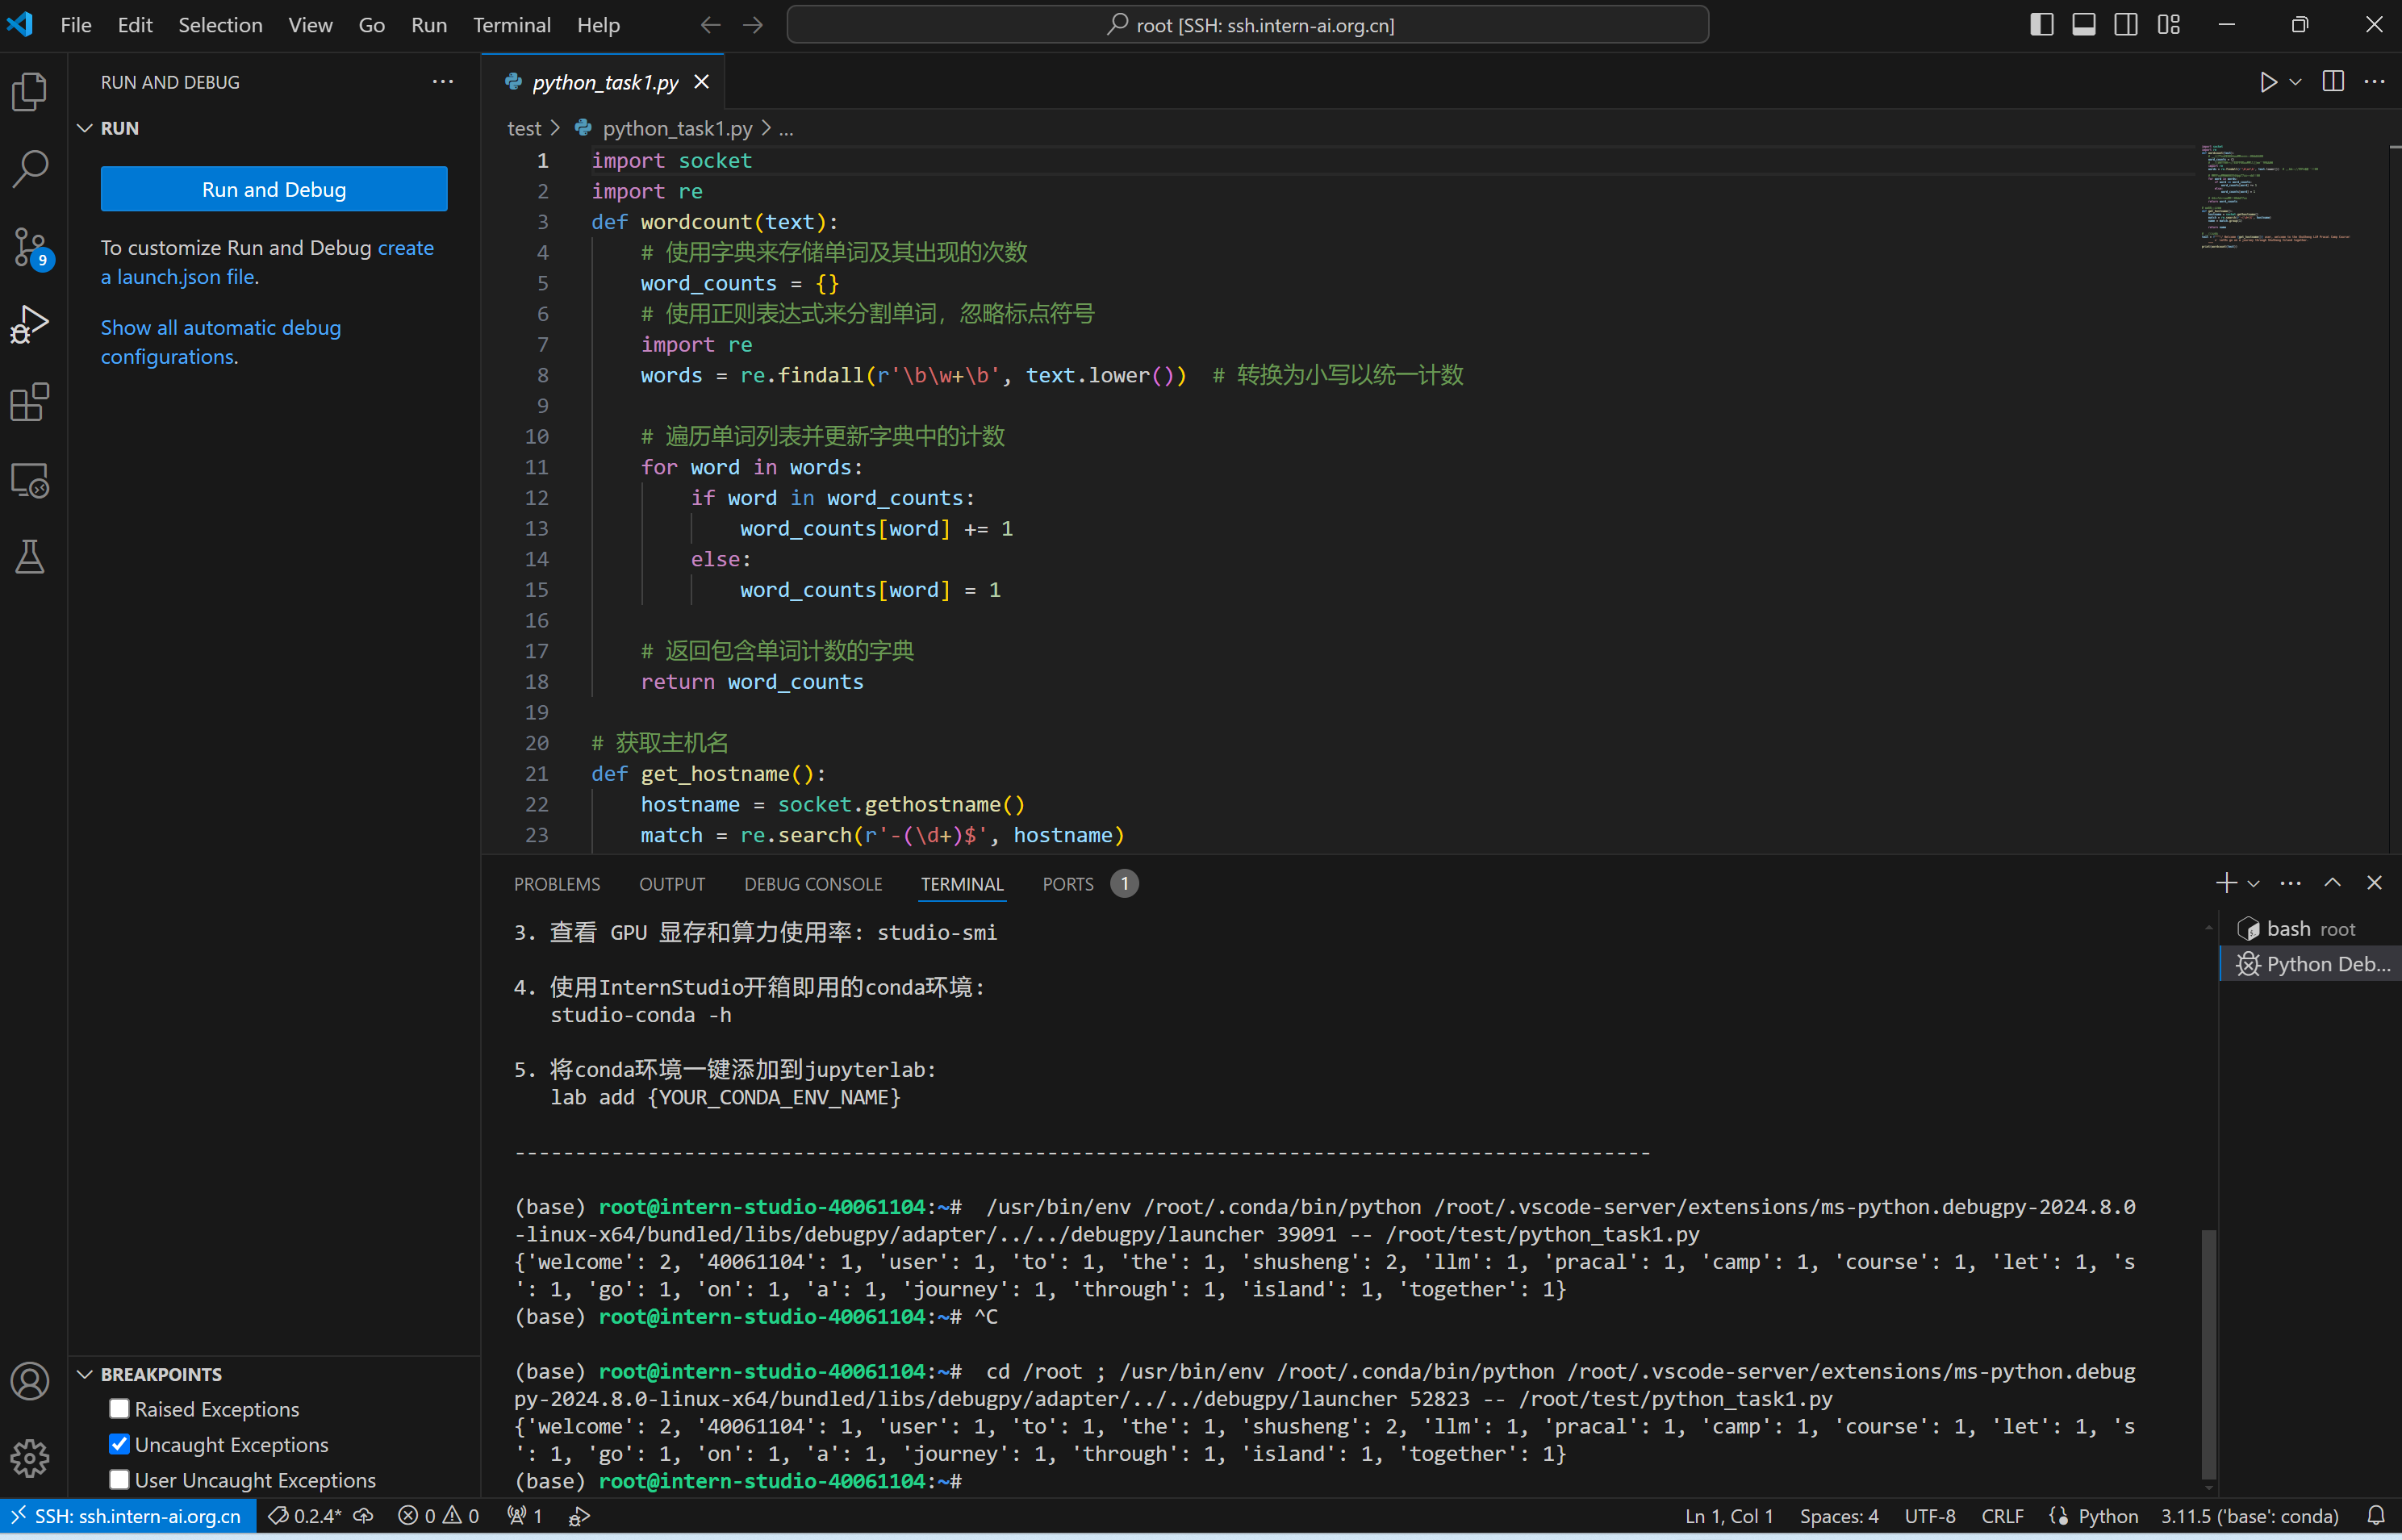 File Edit Selection View Go Run Terminal Help
root [SSH: ssh.intern-ai.org.cn]
RUN AND DEBUG
RUN
Run and Debug
To customize Run and Debug create
a launch.json file.
Show all automatic debug
configurations.
9
python_task1.py
test > python_task1.py > ...
1 import socket
2 import re
3 def wordcount(text):
4 # 使用字典来存储单词及其出现的次数
5 word_counts = {}
6 # 使用正则表达式来分割单词，忽略标点符号
7 import re
8 words = re.findall(r'\b\w+\b', text.lower()) # 转换为小写以统一计数
9
10 # 遍历单词列表并更新字典中的计数
11 for word in words:
12 if word in word_counts:
13 word_counts[word] += 1
14 else:
15 word_counts[word] = 1
16
17 # 返回包含单词计数的字典
18 return word_counts
19
20 # 获取主机名
21 def get_hostname():
22 hostname = socket.gethostname()
23 match = re.search(r'-(\d+)$', hostname)
PROBLEMS OUTPUT DEBUG CONSOLE TERMINAL PORTS 1
3. 查看 GPU 显存和算力使用率: studio-smi
4. 使用InternStudio开箱即用的conda环境:
studio-conda -h
5. 将conda环境一键添加到jupyterlab:
lab add {YOUR_CONDA_ENV_NAME}
----------------------------------------------------------------------------------------------
(base) root@intern-studio-40061104:~#  /usr/bin/env /root/.conda/bin/python /root/.vscode-server/extensions/ms-python.debugpy-2024.8.0
-linux-x64/bundled/libs/debugpy/adapter/../../debugpy/launcher 39091 -- /root/test/python_task1.py
{'welcome': 2, '40061104': 1, 'user': 1, 'to': 1, 'the': 1, 'shusheng': 2, 'llm': 1, 'pracal': 1, 'camp': 1, 'course': 1, 'let': 1, 's
': 1, 'go': 1, 'on': 1, 'a': 1, 'journey': 1, 'through': 1, 'island': 1, 'together': 1}
(base) root@intern-studio-40061104:~# ^C
(base) root@intern-studio-40061104:~#  cd /root ; /usr/bin/env /root/.conda/bin/python /root/.vscode-server/extensions/ms-python.debug
py-2024.8.0-linux-x64/bundled/libs/debugpy/adapter/../../debugpy/launcher 52823 -- /root/test/python_task1.py
{'welcome': 2, '40061104': 1, 'user': 1, 'to': 1, 'the': 1, 'shusheng': 2, 'llm': 1, 'pracal': 1, 'camp': 1, 'course': 1, 'let': 1, 's
': 1, 'go': 1, 'on': 1, 'a': 1, 'journey': 1, 'through': 1, 'island': 1, 'together': 1}
(base) root@intern-studio-40061104:~#
bash root
Python Deb...
BREAKPOINTS
Raised Exceptions
Uncaught Exceptions
User Uncaught Exceptions
SSH: ssh.intern-ai.org.cn 0.2.4* 0 0 1 Ln 1, Col 1 Spaces: 4 UTF-8 CRLF Python 3.11.5 ('base': conda)